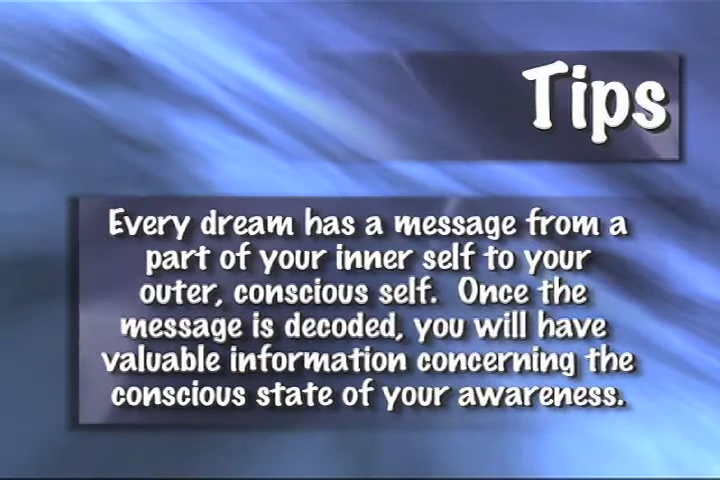 Tips
Every dream has a message from a
part of your inner self to your
outer, conscious self.  Once the
message is decoded, you will have
valuable information concerning the
conscious state of your awareness.